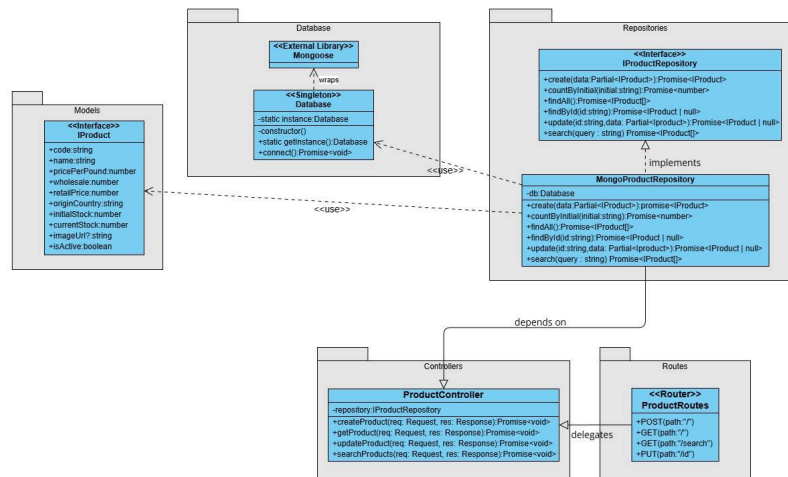 Database
<<External Library>>
Mongoose
wraps
<<Singleton>>
Database
-static instance:Database
-constructor()
+static getInstance():Database
+connect():Promise<void>
Repositories
<<Interface>>
IProductRepository
+create(data:Partial<IProduct>):Promise<IProduct>
+countByInitial(initial:string):Promise<number>
+findAll():Promise<IProduct[]>
+findById(id:string):Promise<IProduct | null>
+update(id:string,data: Partial<Iproduct>):Promise<IProduct | null>
+search(query : string) Promise<IProduct[]>
implements
MongoProductRepository
-db:Database
+create(data:Partial<IProduct>):promise<IProduct>
+countByInitial(initial:string):Promise<number>
+findAll():Promise<IProduct[]>
+findById(id:string):Promise<IProduct | null>
+update(id:string,data: Partial<Iproduct>):Promise<IProduct | null>
+search(query : string) Promise<IProduct[]>
Models
<<Interface>>
IProduct
+code:string
+name:string
+pricePerPound:number
+wholesale:number
+retailPrice:number
+originCountry:string
+initialStock:number
+currentStock:number
+imageUrl?:string
+isActive:boolean
<<use>>
<<use>>
depends on
Controllers
ProductController
-repository:IProductRepository
+createProduct(req: Request, res: Response):Promise<void>
+getProduct(req: Request, res: Response):Promise<void>
+updateProduct(req: Request, res: Response):Promise<void>
+searchProducts(req: Request, res: Response):Promise<void>
delegates
Routes
<<Router>>
ProductRoutes
+POST(path:"/")
+GET(path:"/")
+GET(path:"/search")
+PUT(path:"/id")